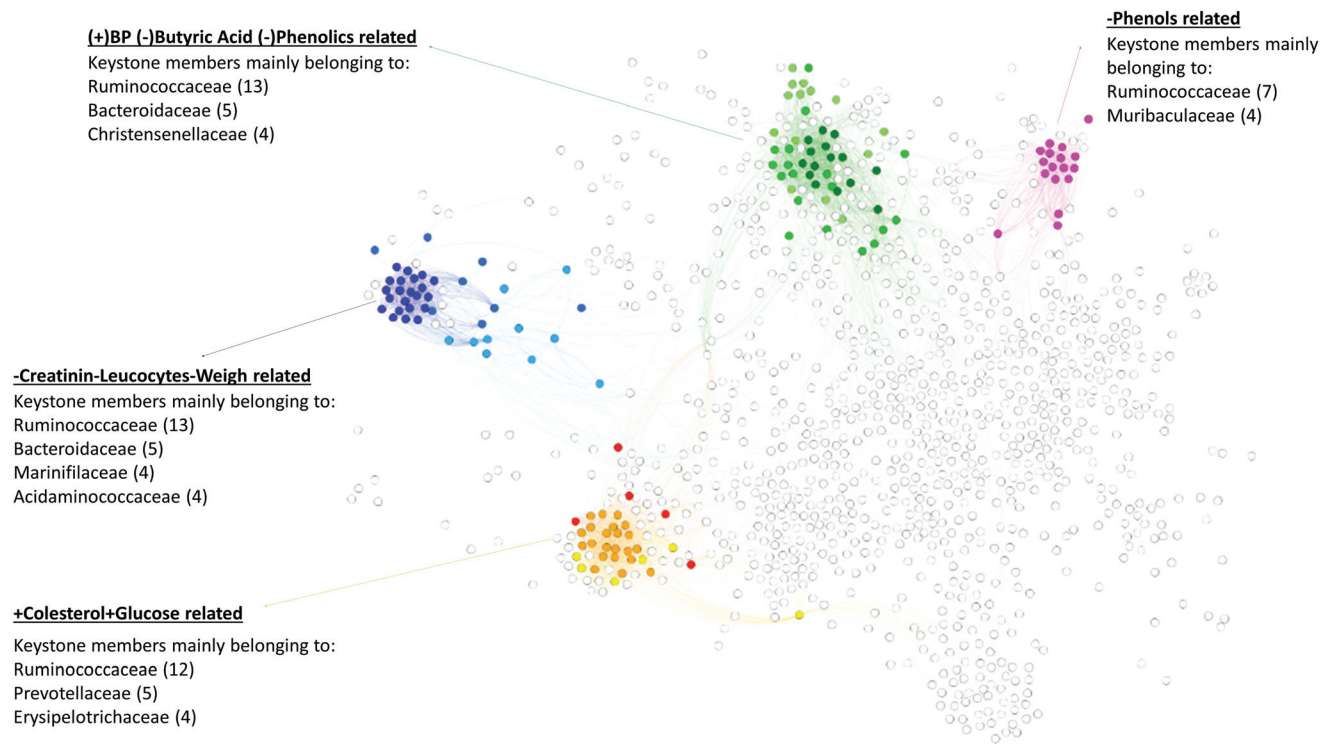 (+)BP (-)Butyric Acid (-)Phenolics related
Keystone members mainly belonging to:
Ruminococcaceae (13)
Bacteroidaceae (5)
Christensenellaceae (4)
-Phenols related
Keystone members mainly
belonging to:
Ruminococcaceae (7)
Muribaculaceae (4)
-Creatinin-Leucocytes-Weigh related
Keystone members mainly belonging to:
Ruminococcaceae (13)
Bacteroidaceae (5)
Marinifilaceae (4)
Acidaminococcaceae (4)
+Colesterol+Glucose related
Keystone members mainly belonging to:
Ruminococcaceae (12)
Prevotellaceae (5)
Erysipelotrichaceae (4)